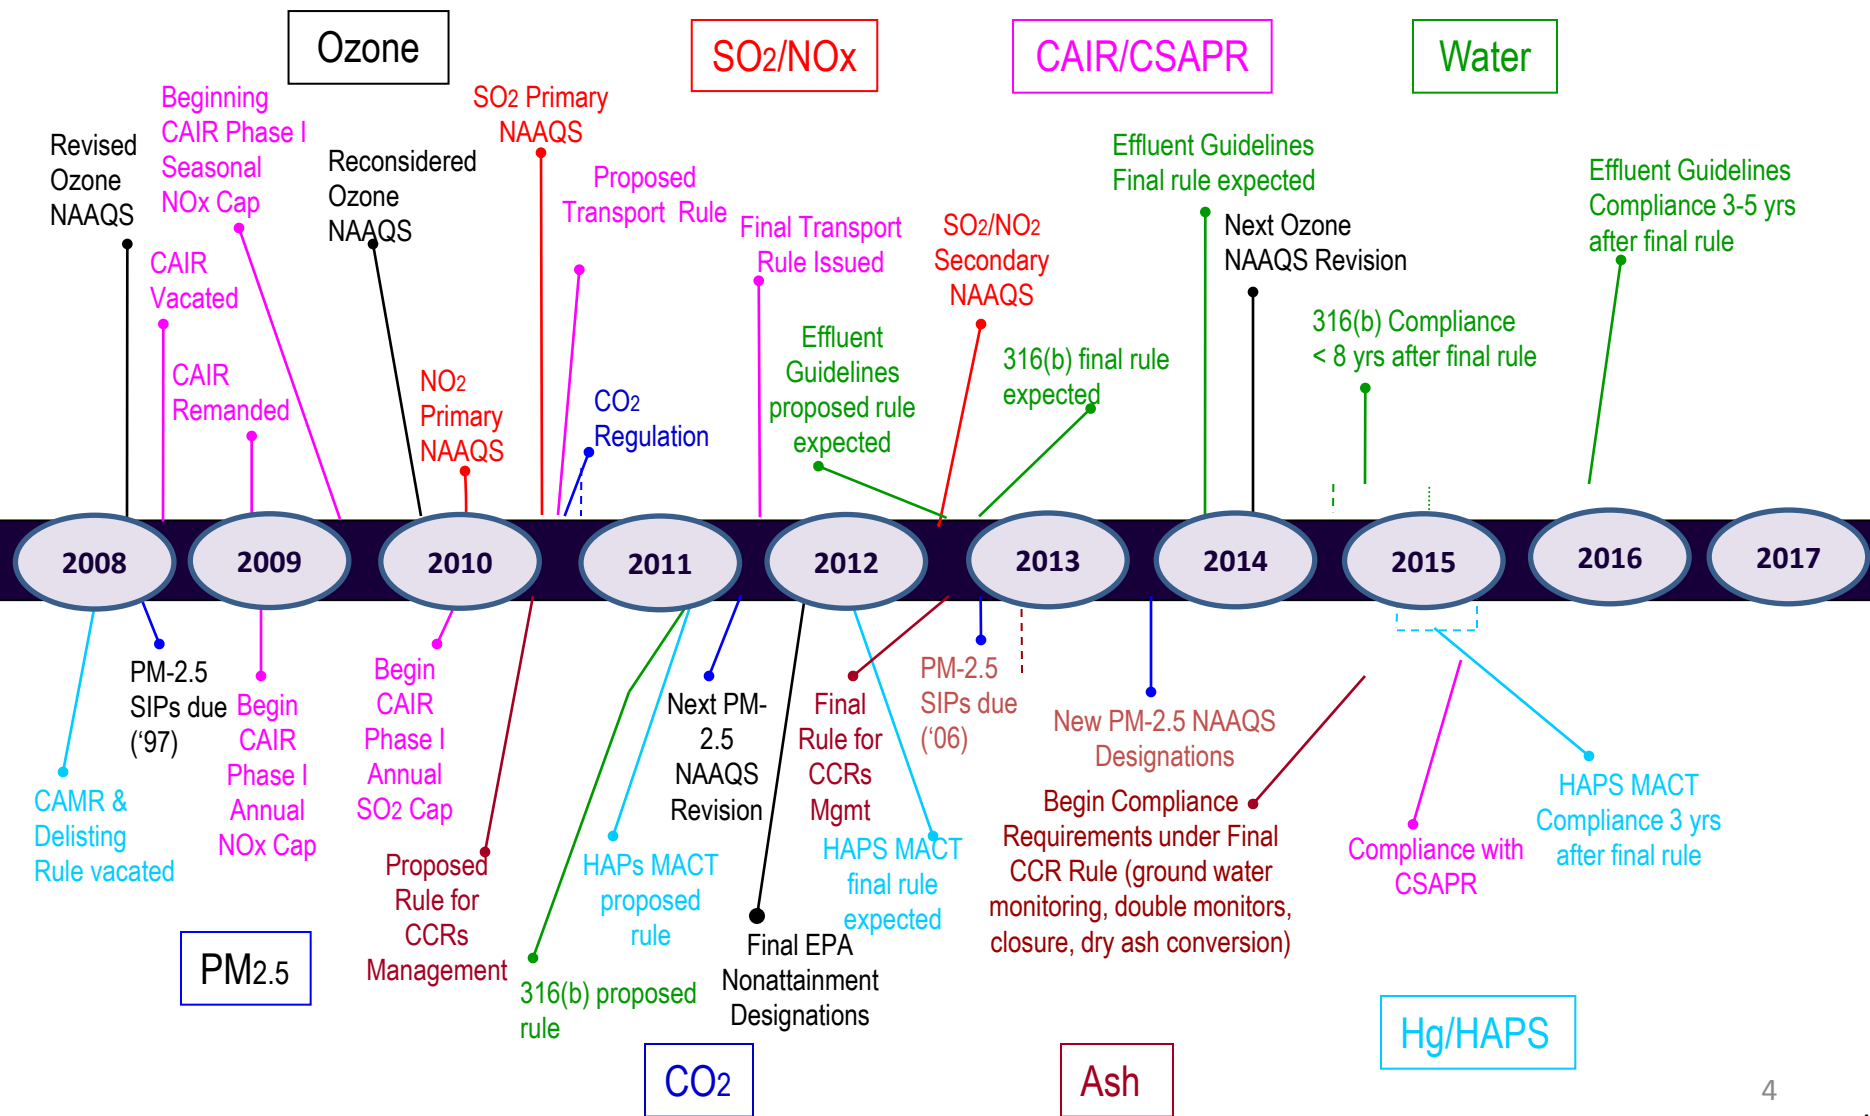 Ozone
SO2/NOx
CAIR/CSAPR
Water
Revised
Ozone
NAAQS
Beginning
CAIR Phase I
Seasonal
NOx Cap
CAIR
Vacated
CAIR
Remanded
Reconsidered
Ozone
NAAQS
NO2
Primary
NAAQS
SO2 Primary
NAAQS
Proposed
Transport Rule
CO2
Regulation
Final Transport
Rule Issued
Effluent
Guidelines
proposed rule
expected
SO2/NO2
Secondary
NAAQS
316(b) final rule
expected
Effluent Guidelines
Final rule expected
Next Ozone
NAAQS Revision
316(b) Compliance
< 8 yrs after final rule
Effluent Guidelines
Compliance 3-5 yrs
after final rule
2008
2009
2010
2011
2012
2013
2014
2015
2016
2017
CAMR &
Delisting
Rule vacated
PM-2.5
SIPs due
(‘97)
Begin
CAIR
Phase I
Annual
NOx Cap
Begin
CAIR
Phase I
Annual
SO2 Cap
Proposed
Rule for
CCRs
Management
316(b) proposed
rule
HAPs MACT
proposed
rule
Next PM-
2.5
NAAQS
Revision
Final EPA
Nonattainment
Designations
Final
Rule for
CCRs
Mgmt
HAPS MACT
final rule
expected
PM-2.5
SIPs due
(‘06)
New PM-2.5 NAAQS
Designations
Begin Compliance
Requirements under Final
CCR Rule (ground water
monitoring, double monitors,
closure, dry ash conversion)
Compliance with
CSAPR
HAPS MACT
Compliance 3 yrs
after final rule
PM2.5
CO2
Ash
Hg/HAPS
4